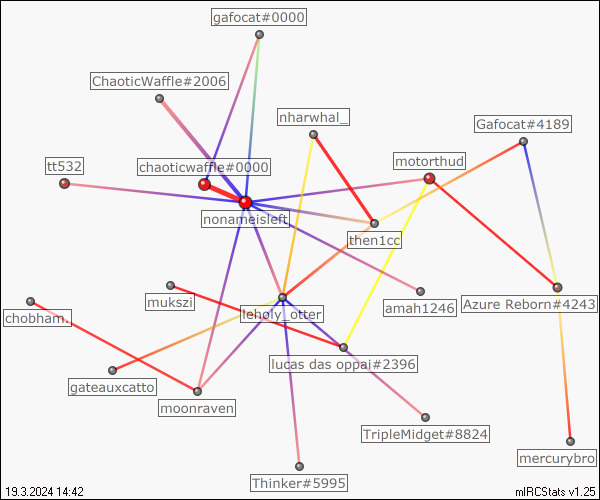 gafocat#0000
ChaoticWaffle#2006
nharwhal_
Gafocat#4189
tt532
chaoticwaffle#0000
motorthud
nonameisleft
then1cc
mukszi
leholy_otter
amah1246
Azure Reborn#4243
chobham.
lucas das oppai#2396
gateauxcatto
moonraven
TripleMidget#8824
mercurybro
Thinker#5995
19.3.2024 14:42
mIRCStats v1.25